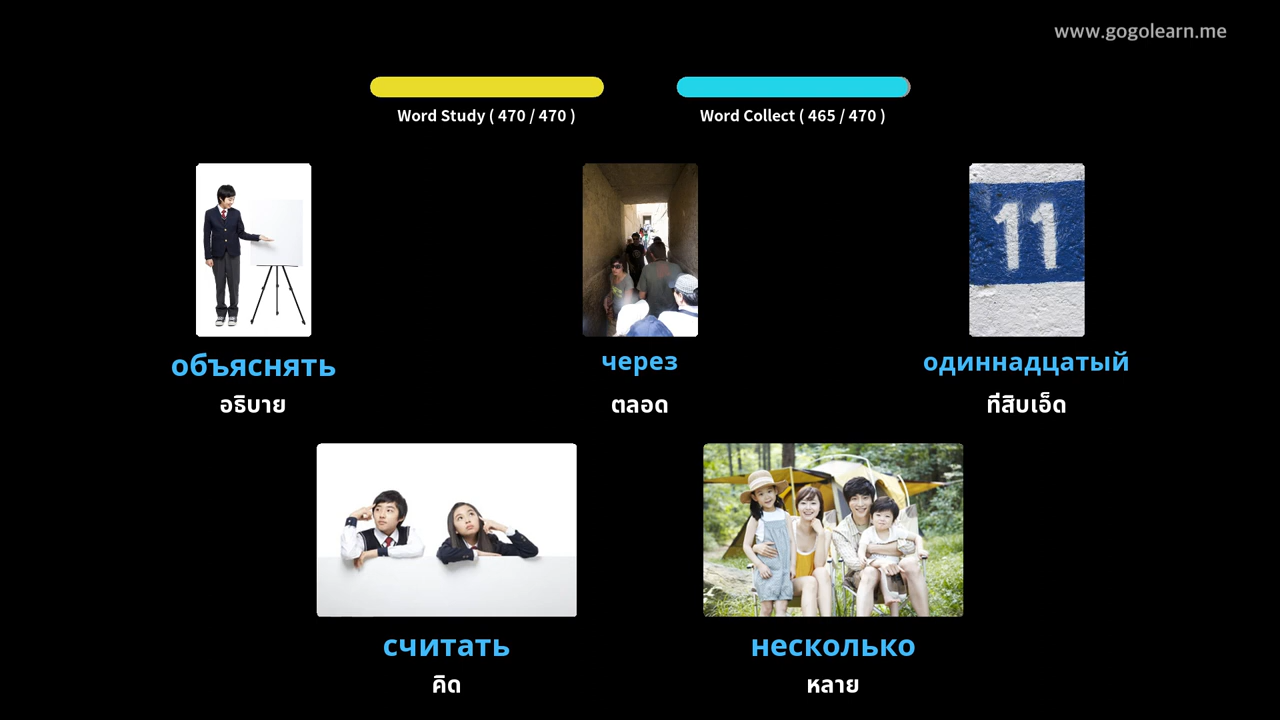 www.gogolearn.me
Word Study ( 470 / 470 )
Word Collect ( 465 / 470 )
11
объяснять
через
одиннадцатый
อธิบาย
ตลอด
ที่สิบเอ็ด
считать
несколько
คิด
หลาย